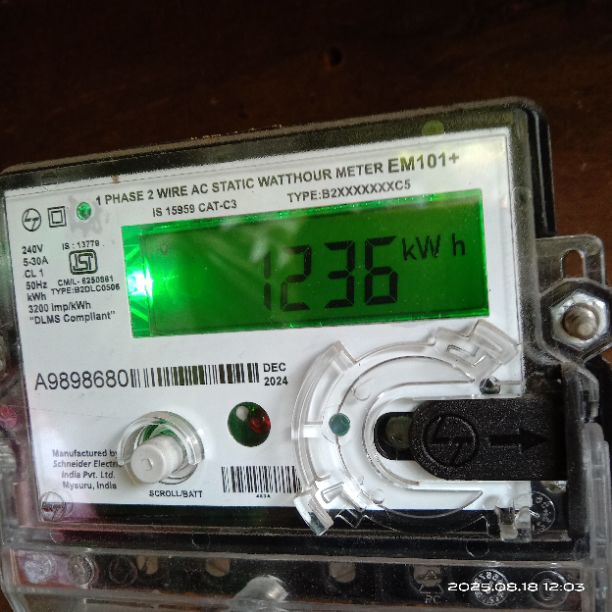 1 PHASE 2 WIRE AC STATIC WATTHOUR METER EM101+
IS 15959 CAT-C3 TYPE:B2XXXXXXXC5
240V IS : 13779
5-30A
CL 1
50Hz CM/L- 6250861
kWh TYPE:B2DLC0506
3200 imp/kWh
"DLMS Compliant"
1236 kW h
A9898680 DEC
2024
Manufactured by
Schneider Electric
India Pvt. Ltd.
Mysuru, India
SCROLL/BATT
2025.08.18 12:03